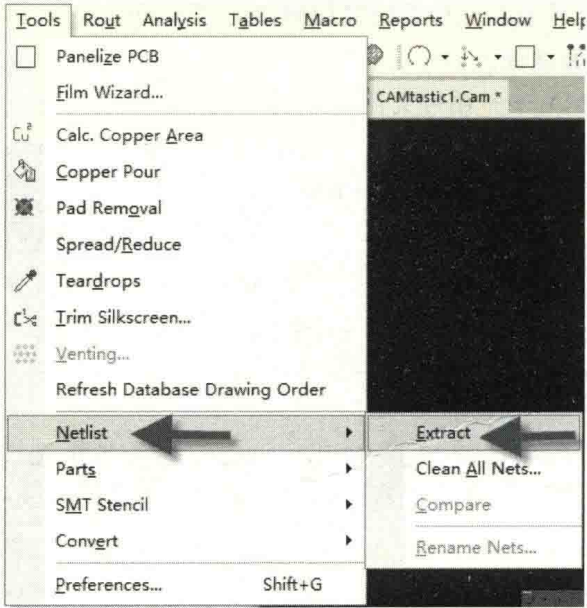 Tools Rout Analysis Tables Macro Reports Window Help
Panelize PCB
Film Wizard...
CAMtastic1.Cam *
Calc. Copper Area
Copper Pour
Pad Removal
Spread/Reduce
Teardrops
Trim Silkscreen...
Venting...
Refresh Database Drawing Order
Netlist
Extract
Parts
Clean All Nets...
SMT Stencil
Compare
Convert
Rename Nets...
Preferences... Shift+G